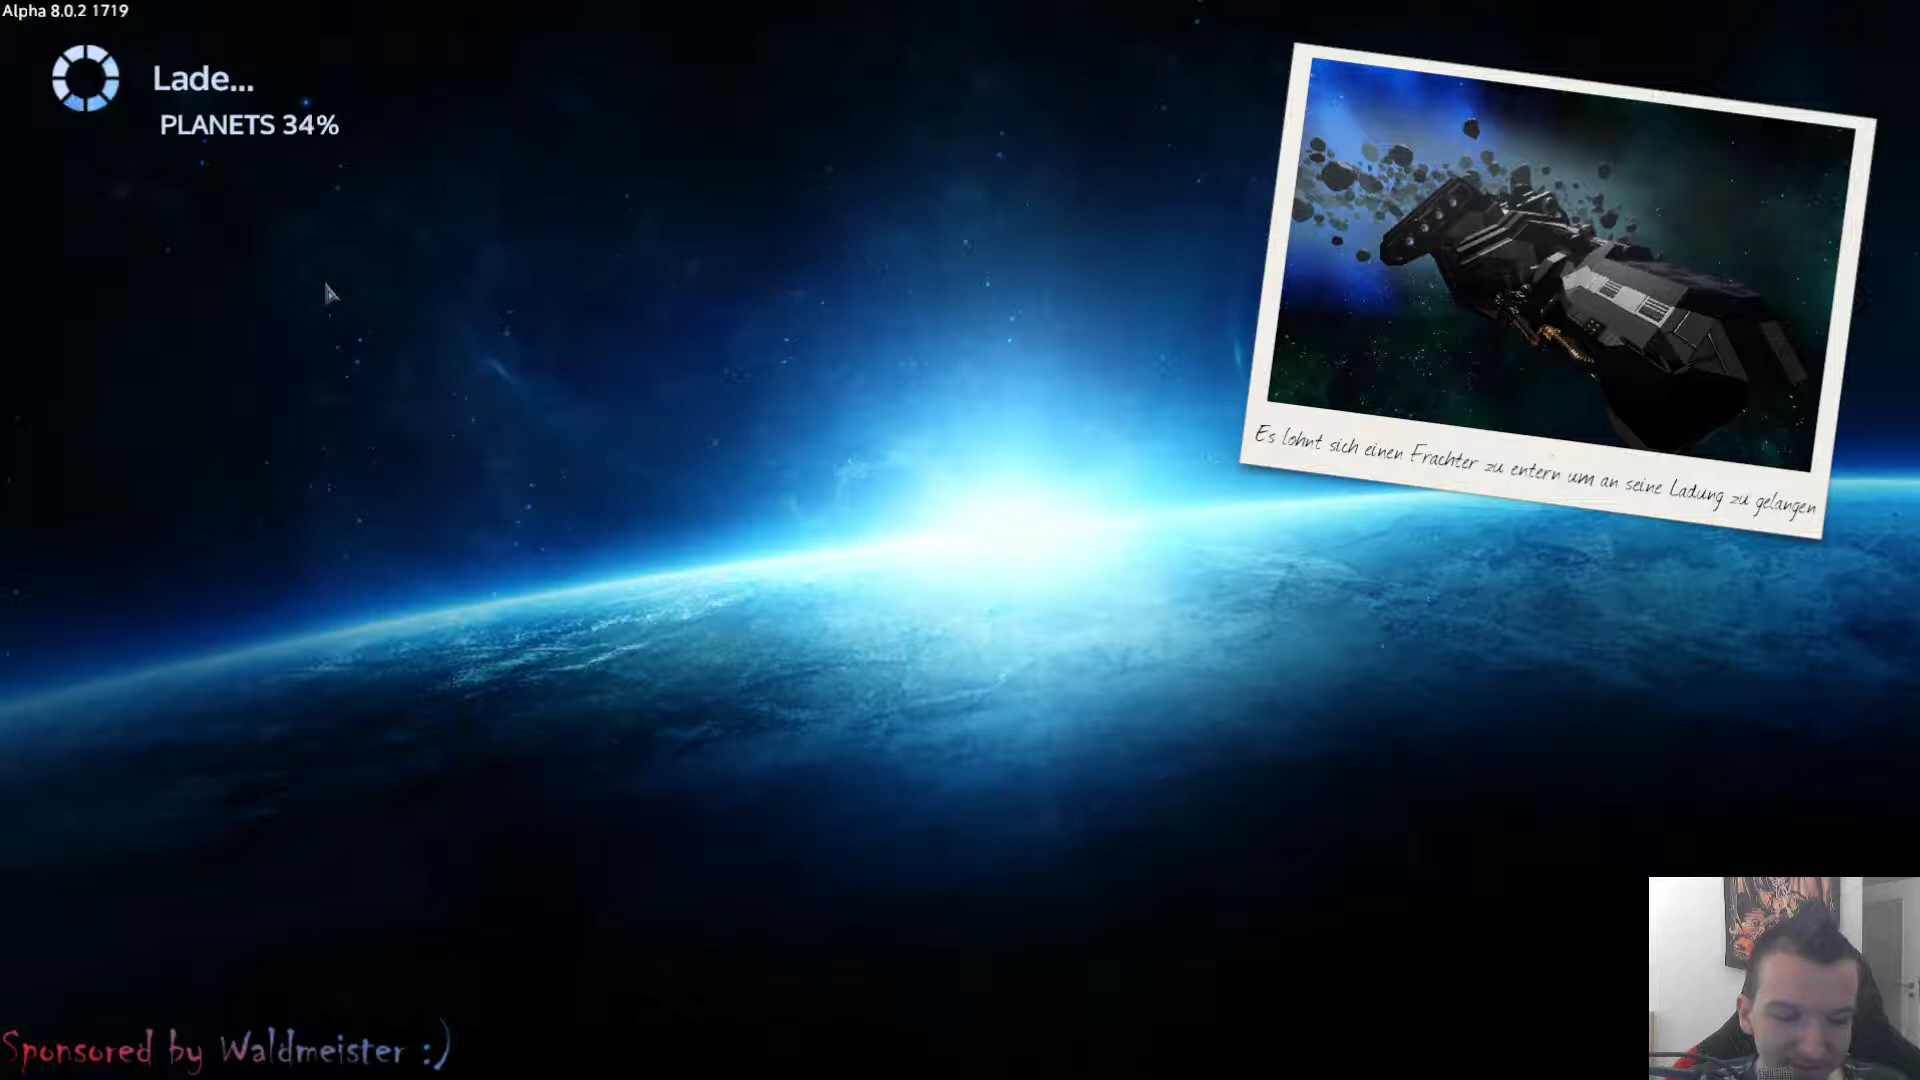 Alpha 8.0.2 1719
Lade...
PLANETS 34%
Es lohnt sich einen Frachter zu entern um an seine Ladung zu gelangen
Sponsored by Waldmeister :)